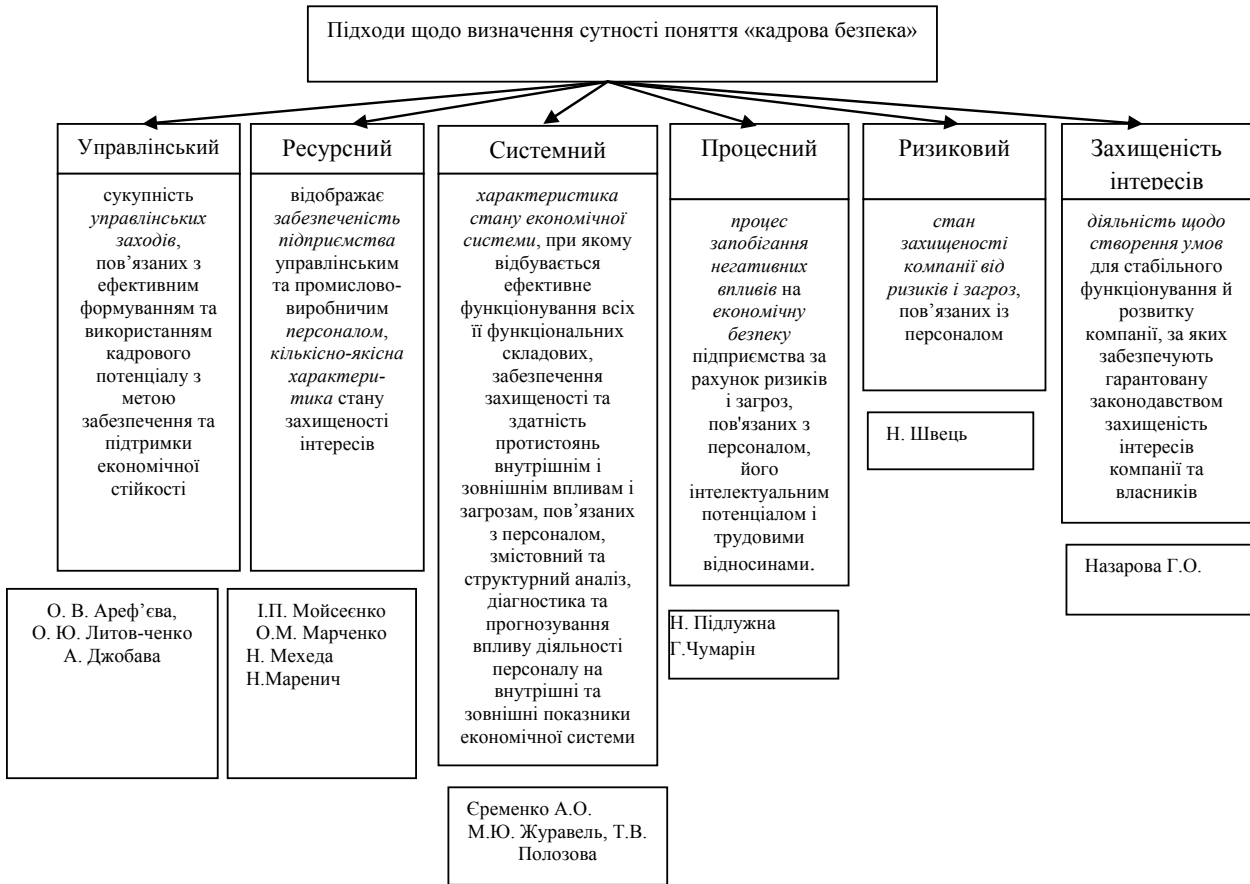 Підходи щодо визначення сутності поняття «кадрова безпека»
Управлінський
сукупність
управлінських
заходів,
пов’язаних з
ефективним
формуванням та
використанням
кадрового
потенціалу з
метою
забезпечення та
підтримки
економічної
стійкості
О. В. Ареф’єва,
О. Ю. Литов-ченко
А. Джобава
Ресурсний
відображає
забезпеченість
підприємства
управлінським
та промислово-
виробничим
персоналом,
кількісно-якісна
характери-
тика стану
захищеності
інтересів
І.П. Мойсеєнко
О.М. Марченко
Н. Мехеда
Н.Маренич
Системний
характеристика
стану економічної
системи, при якому
відбувається
ефективне
функціонування всіх
її функціональних
складових,
забезпечення
захищеності та
здатність
протистоянь
внутрішнім і
зовнішнім впливам і
загрозам, пов’язаних
з персоналом,
змістовний та
структурний аналіз,
діагностика та
прогнозування
впливу діяльності
персоналу на
внутрішні та
зовнішні показники
економічної системи
Єременко А.О.
М.Ю. Журавель, Т.В.
Полозова
Процесний
процес
запобігання
негативних
впливів на
економічну
безпеку
підприємства за
рахунок ризиків
і загроз,
пов'язаних з
персоналом,
його
інтелектуальним
потенціалом і
трудовими
відносинами.
Н. Підлужна
Г.Чумарін
Ризиковий
стан
захищеності
компанії від
ризиків і загроз,
пов’язаних із
персоналом
Н. Швець
Захищеність
інтересів
діяльність щодо
створення умов
для стабільного
функціонування й
розвитку
компанії, за яких
забезпечують
гарантовану
законодавством
захищеність
інтересів
компанії та
власників
Назарова Г.О.